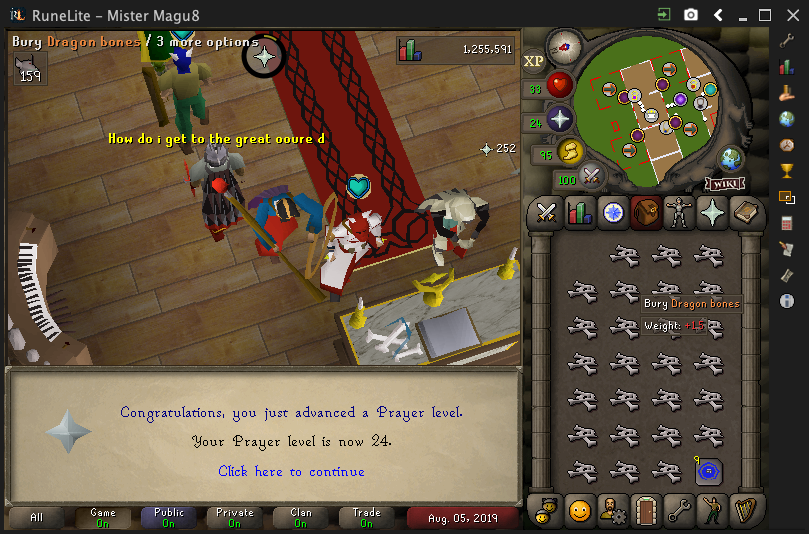 RuneLite - Mister Magu8
Bury Dragon bones / 3 more options
159
1,255,591
XP
33
How do i get to the great ooure d
24
252
95
100
WIKI
Bury Dragon bones
Weight: +1.5
Congratulations, you just advanced a Prayer level.
Your Prayer level is now 24.
Click here to continue
9
All
Game
On
Public
On
Private
On
Clan
On
Trade
On
Aug. 05, 2019